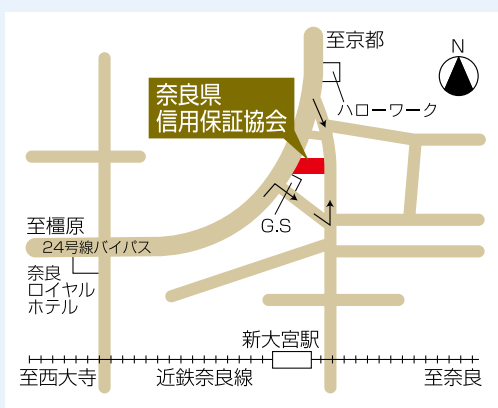 至京都
N
ハローワーク
奈良県
信用保証協会
G.S
至橿原
24号線バイパス
奈良
ロイヤル
ホテル
新大宮駅
至西大寺
近鉄奈良線
至奈良